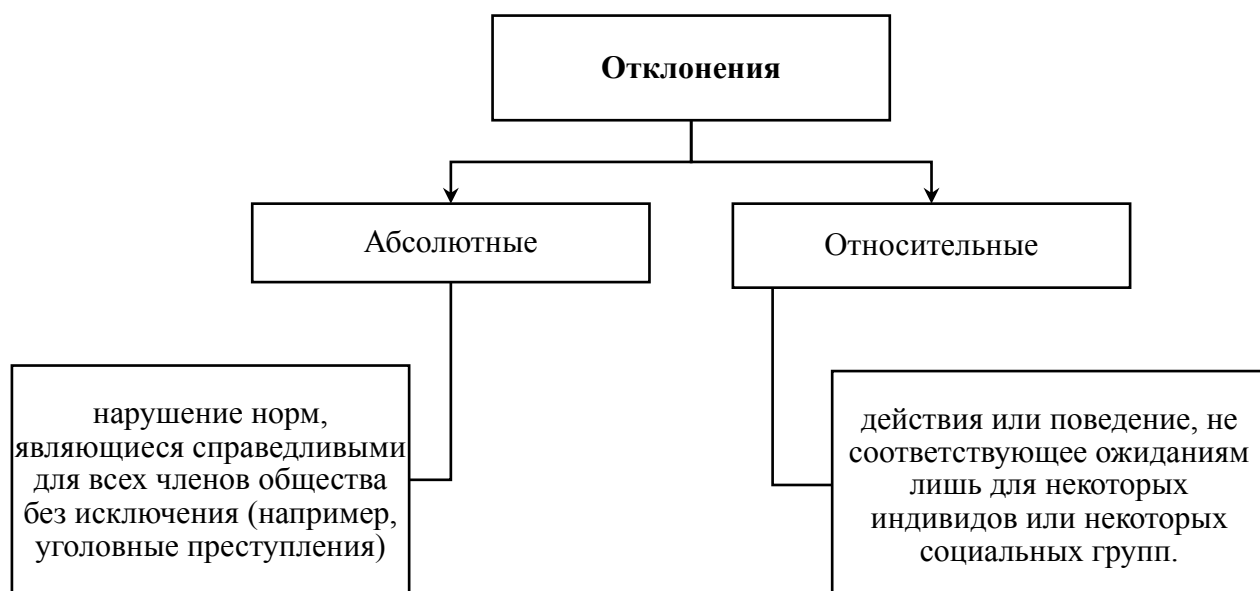 Отклонения
Абсолютные
Относительные
нарушение норм,
являющиеся справедливыми
для всех членов общества
без исключения (например,
уголовные преступления)
действия или поведение, не
соответствующее ожиданиям
лишь для некоторых
индивидов или некоторых
социальных групп.